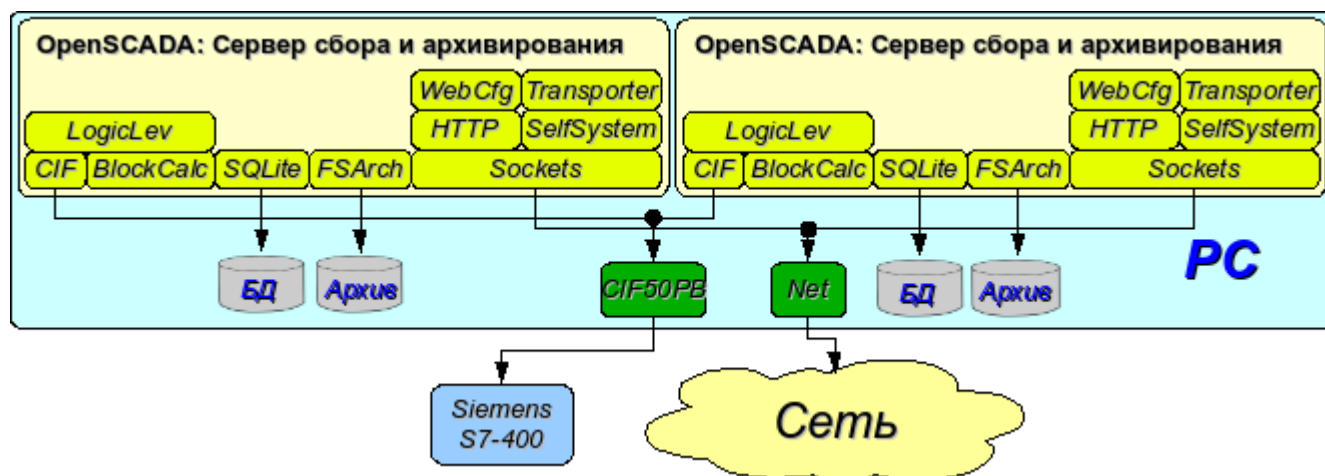 OpenSCADA: Сервер сбора и архивирования
OpenSCADA: Сервер сбора и архивирования
WebCfg Transporter
WebCfg Transporter
LogicLev HTTP SelfSystem
LogicLev HTTP SelfSystem
CIF BlockCalc SQLite FSArch Sockets
CIF BlockCalc SQLite FSArch Sockets
PC
БД Архив CIF50PB Net БД Архив
Siemens
S7-400
Сеть